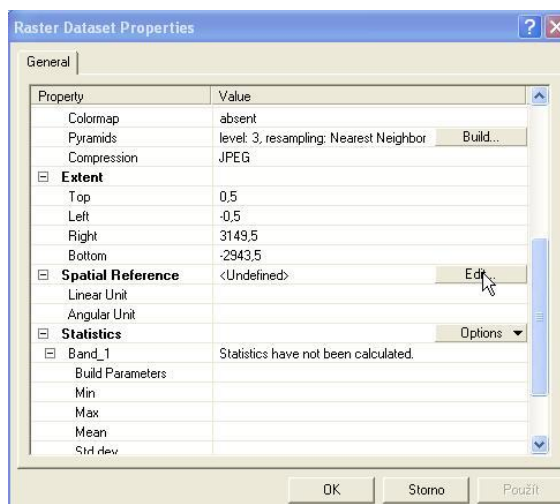 Raster Dataset Properties
General
Property Value
Colormap absent
Pyramids level: 3, resampling: Nearest Neighbor Build...
Compression JPEG
Extent
Top 0,5
Left -0,5
Right 3149,5
Bottom -2943,5
Spatial Reference <Undefined> Edit...
Linear Unit
Angular Unit
Statistics Options
Band_1 Statistics have not been calculated.
Build Parameters
Min
Max
Mean
Std dev
OK Storno Použít